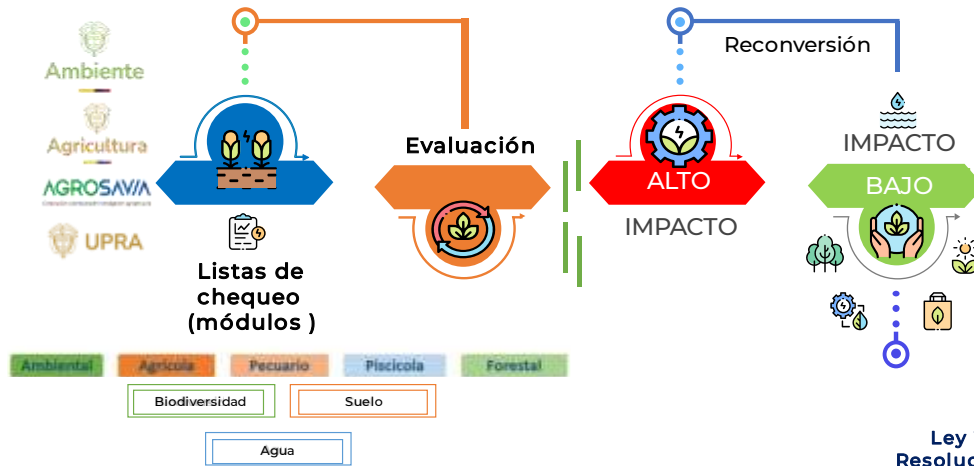 Ambiente
Agricultura
AGROSAVIA
UPRA
Listas de
chequeo
(módulos )
Evaluación
ALTO
IMPACTO
Reconversión
IMPACTO
BAJO
Ambiental
Agrícola
Pecuario
Piscícola
Forestal
Biodiversidad
Suelo
Agua
Ley
Resoluc